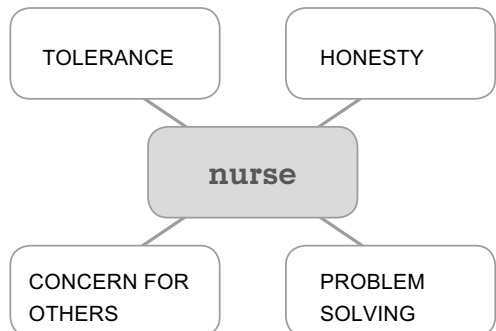 TOLERANCE
HONESTY
nurse
CONCERN FOR
OTHERS
PROBLEM
SOLVING